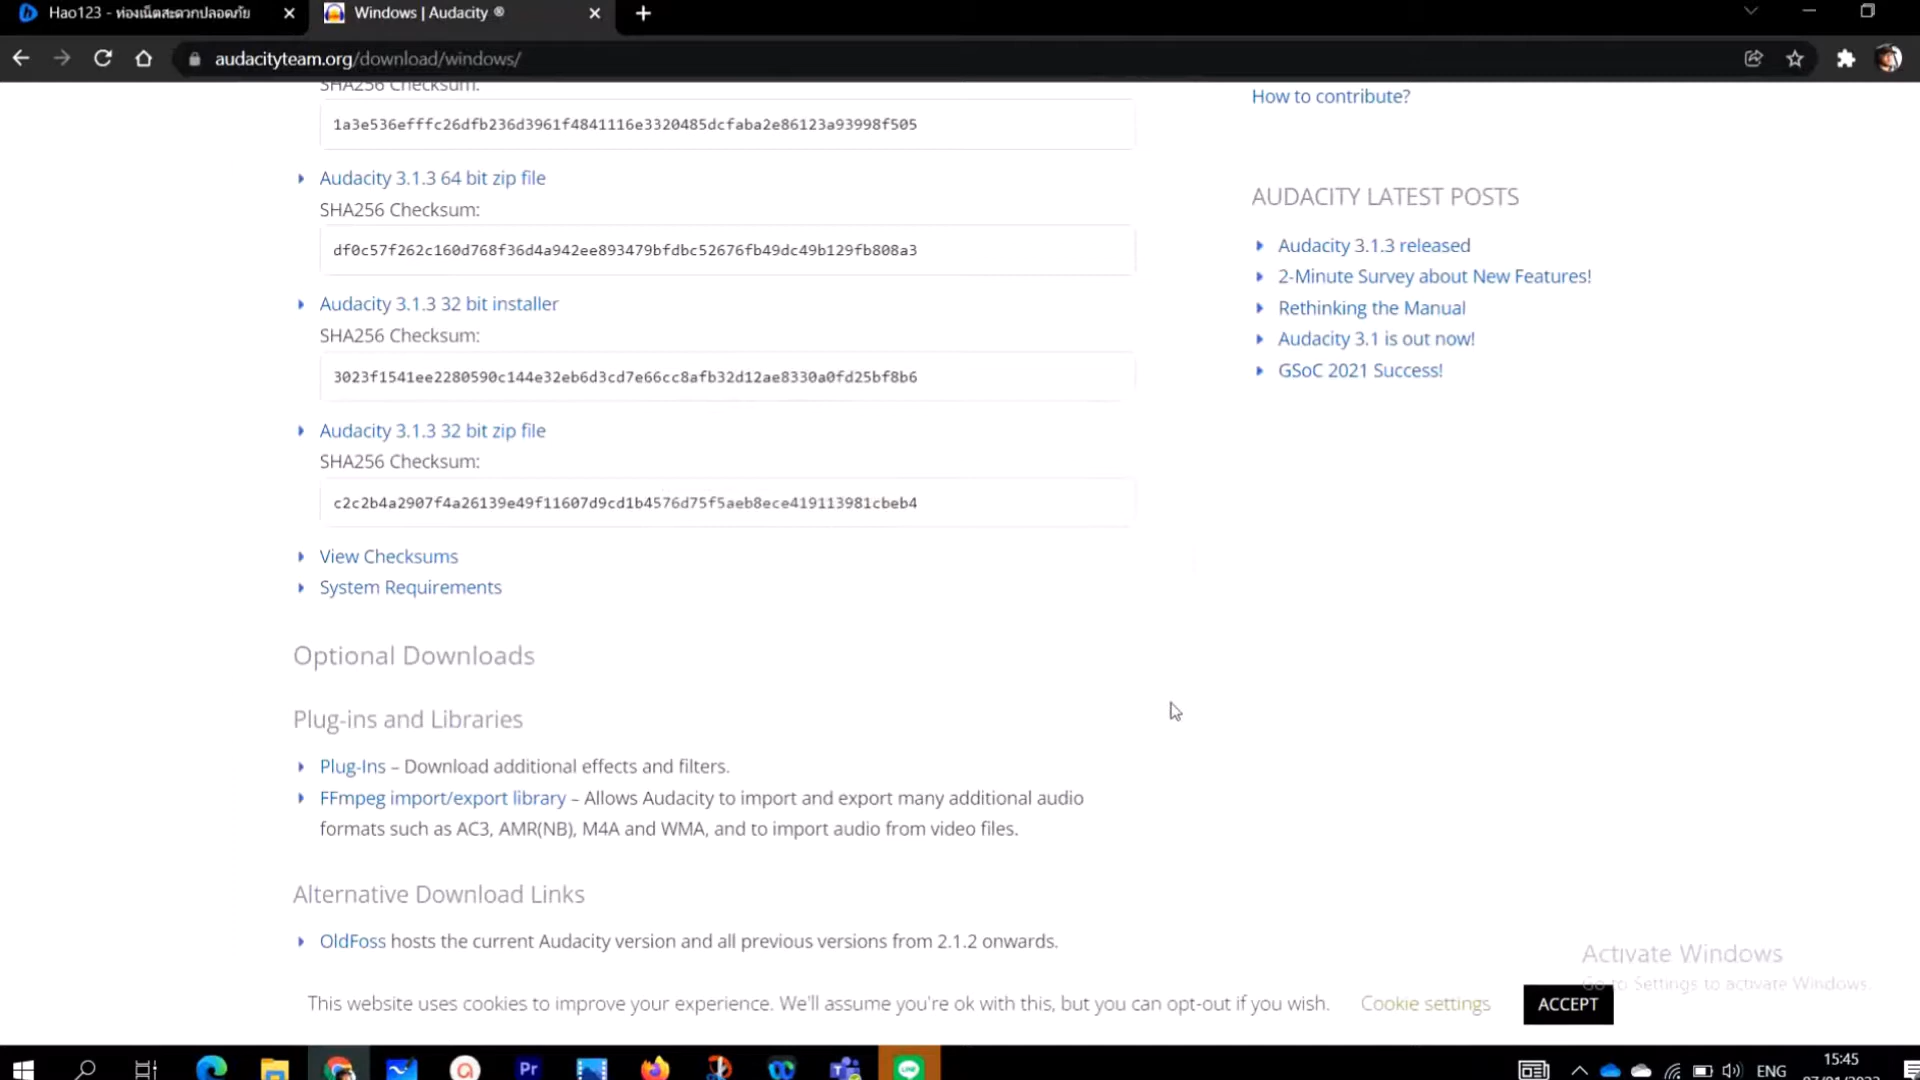 Hao123 - ท่องเน็ตสะดวกปลอดภัย
Windows | Audacity ®
audacityteam.org/download/windows/
SHA256 Checksum:
1a3e536efffc26dfb236d3961f4841116e3320485dcfaba2e86123a93998f505
Audacity 3.1.3 64 bit zip file
SHA256 Checksum:
df0c57f262c160d768f36d4a942ee893479bfdbc52676fb49dc49b129fb808a3
Audacity 3.1.3 32 bit installer
SHA256 Checksum:
3023f1541ee2280590c144e32eb6d3cd7e66cc8afb32d12ae8330a0fd25bf8b6
Audacity 3.1.3 32 bit zip file
SHA256 Checksum:
c2c2b4a2907f4a26139e49f11607d9cd1b4576d75f5aeb8ece419113981cbeb4
View Checksums
System Requirements
Optional Downloads
Plug-ins and Libraries
Plug-Ins – Download additional effects and filters.
FFmpeg import/export library – Allows Audacity to import and export many additional audio
formats such as AC3, AMR(NB), M4A and WMA, and to import audio from video files.
Alternative Download Links
OldFoss hosts the current Audacity version and all previous versions from 2.1.2 onwards.
How to contribute?
AUDACITY LATEST POSTS
Audacity 3.1.3 released
2-Minute Survey about New Features!
Rethinking the Manual
Audacity 3.1 is out now!
GSoC 2021 Success!
Activate Windows
Go to Settings to activate Windows.
This website uses cookies to improve your experience. We'll assume you're ok with this, but you can opt-out if you wish.
Cookie settings
ACCEPT
Pr
LINE
ENG
15:45